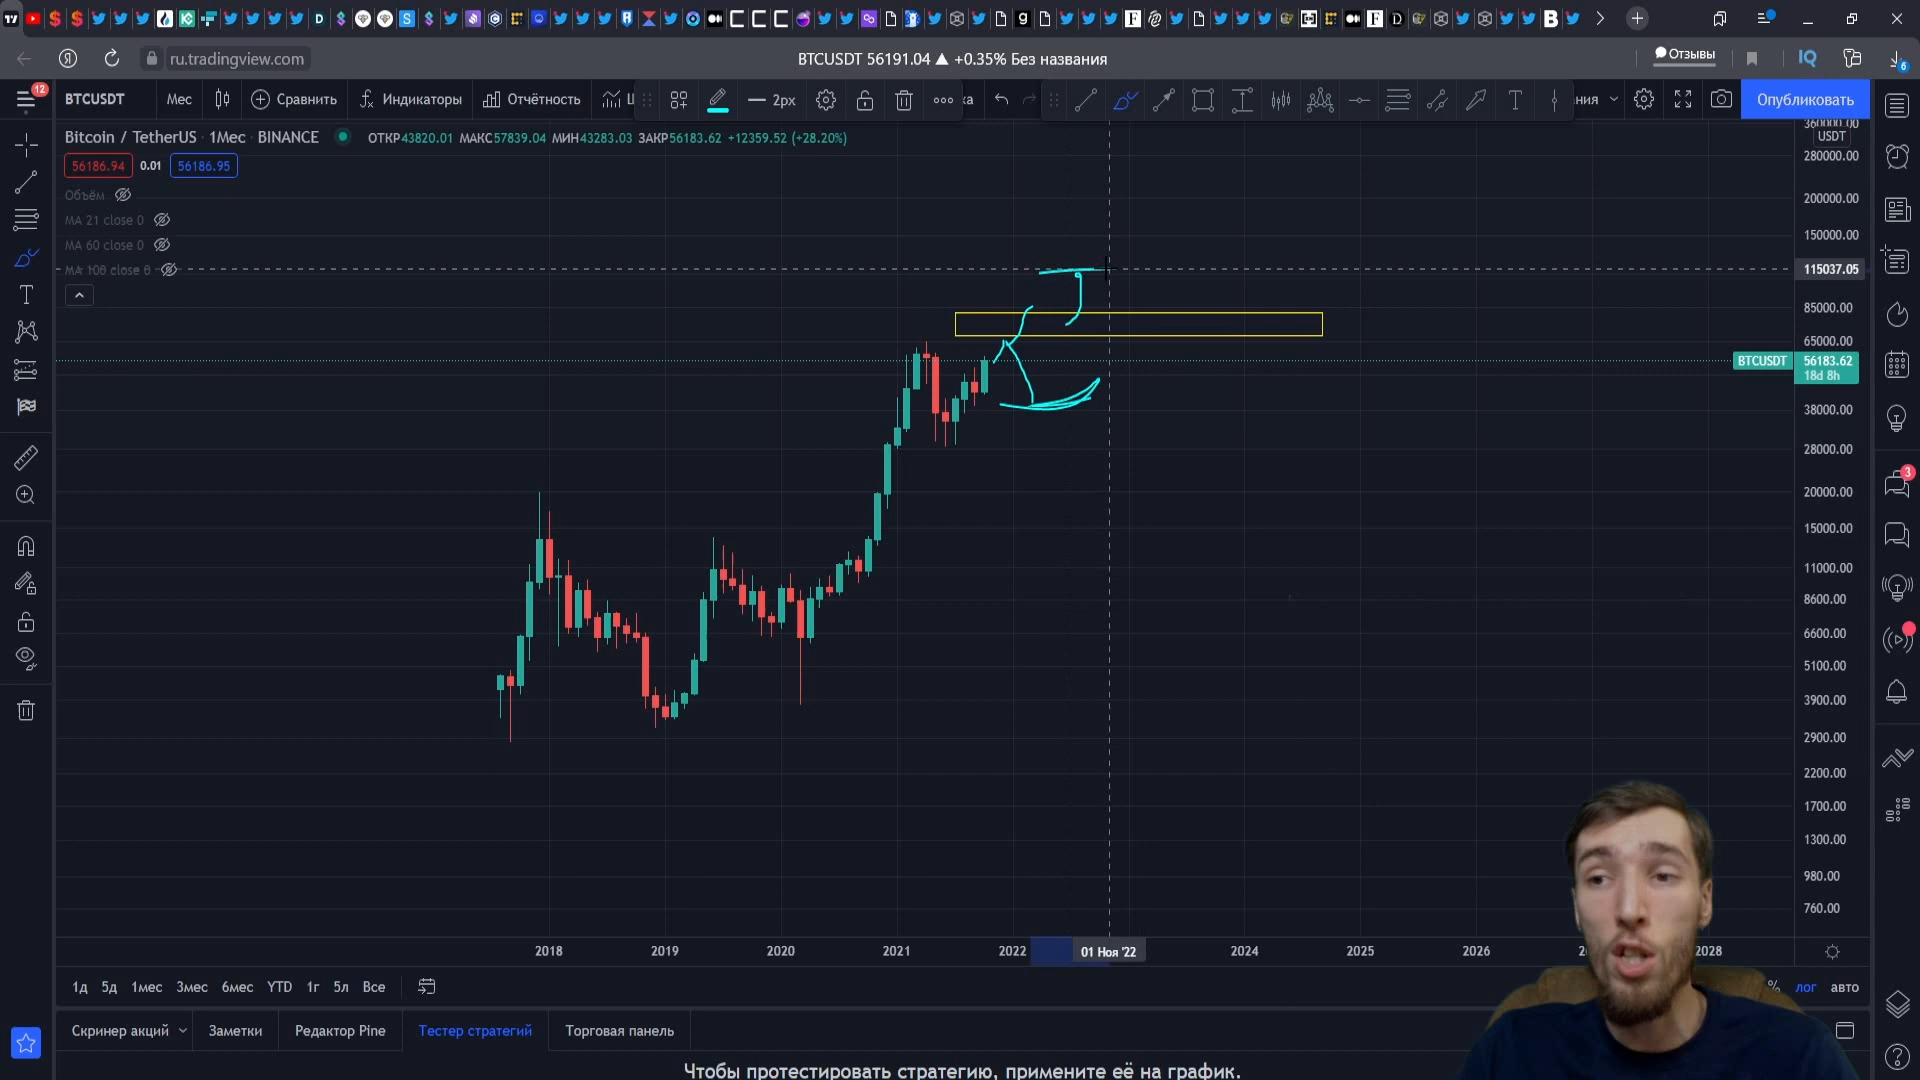 ru.tradingview.com
BTCUSDT 56191.04 ▲ +0.35% Без названия
Отзывы
6
12
BTCUSDT
Мес
Сравнить
Индикаторы
Отчётность
2px
Опубликовать
Bitcoin / TetherUS · 1Мес · BINANCE
ОТКР43820.01 МАКС57839.04 МИН43283.03 ЗАКР56183.62 +12359.52 (+28.20%)
56186.94 0.01 56186.95
Объём
MA 21 close 0
MA 60 close 0
MA 100 close 0
360000.00
USDT
280000.00
200000.00
150000.00
115037.05
85000.00
65000.00
BTCUSDT 56183.62
18d 8h
38000.00
28000.00
20000.00
15000.00
11000.00
8600.00
6600.00
5100.00
3900.00
2900.00
2200.00
1700.00
1300.00
980.00
760.00
3
2018 2019 2020 2021 2022 01 Ноя '22 2024 2025 2026 2028
1д 5д 1мес 3мес 6мес YTD 1г 5л Все
% лог авто
Скринер акций Заметки Редактор Pine Тестер стратегий Торговая панель
Чтобы протестировать стратегию, примените её на график.